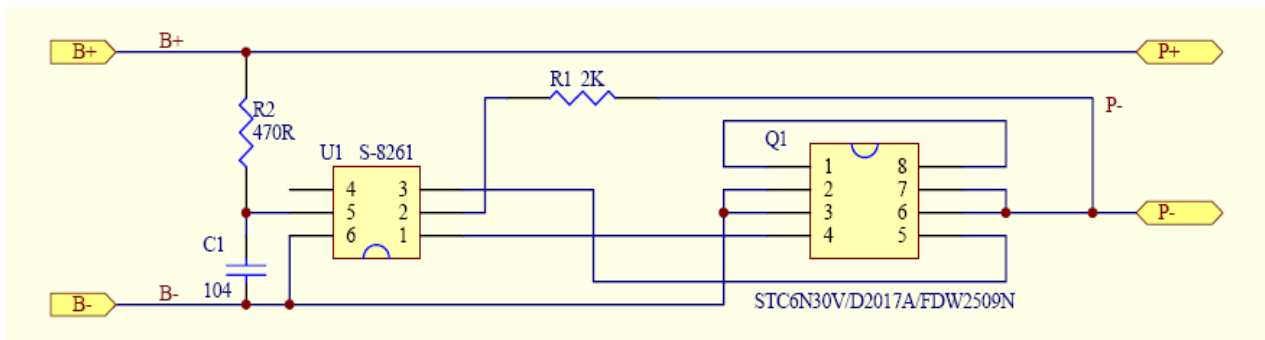 B+ B+ P+
R1 2K
P-
R2
470R
Q1
U1 S-8261
1 8
4 3 2 7
5 2 3 6 P-
6 1 4 5
C1
104
B- B-
STC6N30V/D2017A/FDW2509N